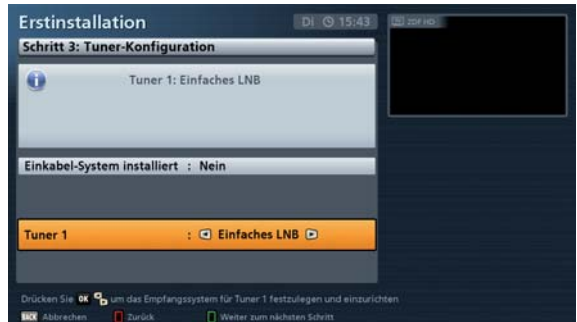 Erstinstallation
Di 15:43
ZDF HD
Schritt 3: Tuner-Konfiguration
Tuner 1: Einfaches LNB
Einkabel-System installiert : Nein
Tuner 1 : Einfaches LNB
Drücken Sie OK um das Empfangssystem für Tuner 1 festzulegen und einzurichten
BACK Abbrechen Zurück Weiter zum nächsten Schritt